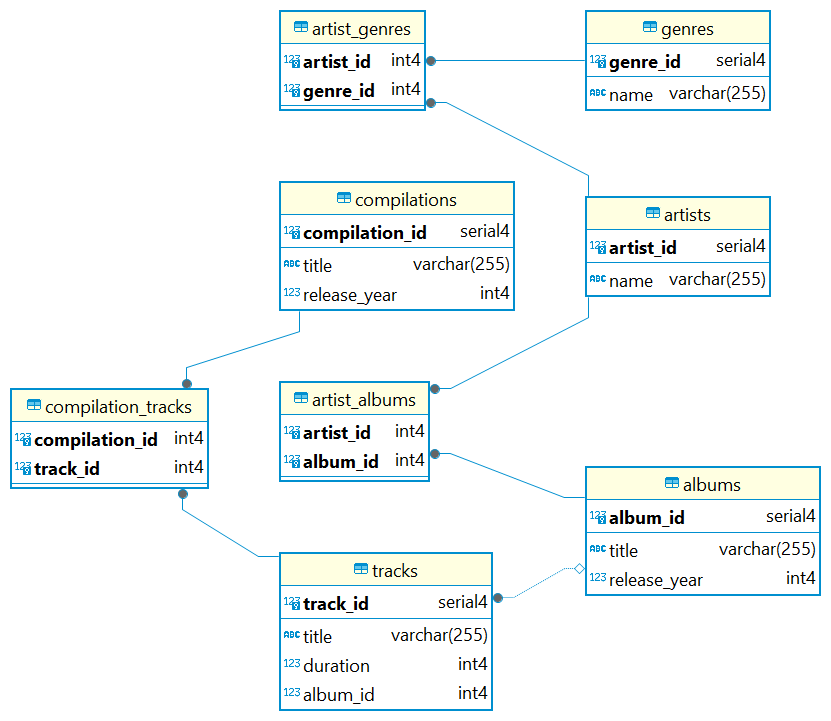 artist_genres
123 artist_id int4
123 genre_id int4
genres
123 genre_id serial4
ABC name varchar(255)
compilations
123 compilation_id serial4
ABC title varchar(255)
123 release_year int4
artists
123 artist_id serial4
ABC name varchar(255)
compilation_tracks
123 compilation_id int4
123 track_id int4
artist_albums
123 artist_id int4
123 album_id int4
albums
123 album_id serial4
ABC title varchar(255)
123 release_year int4
tracks
123 track_id serial4
ABC title varchar(255)
123 duration int4
123 album_id int4